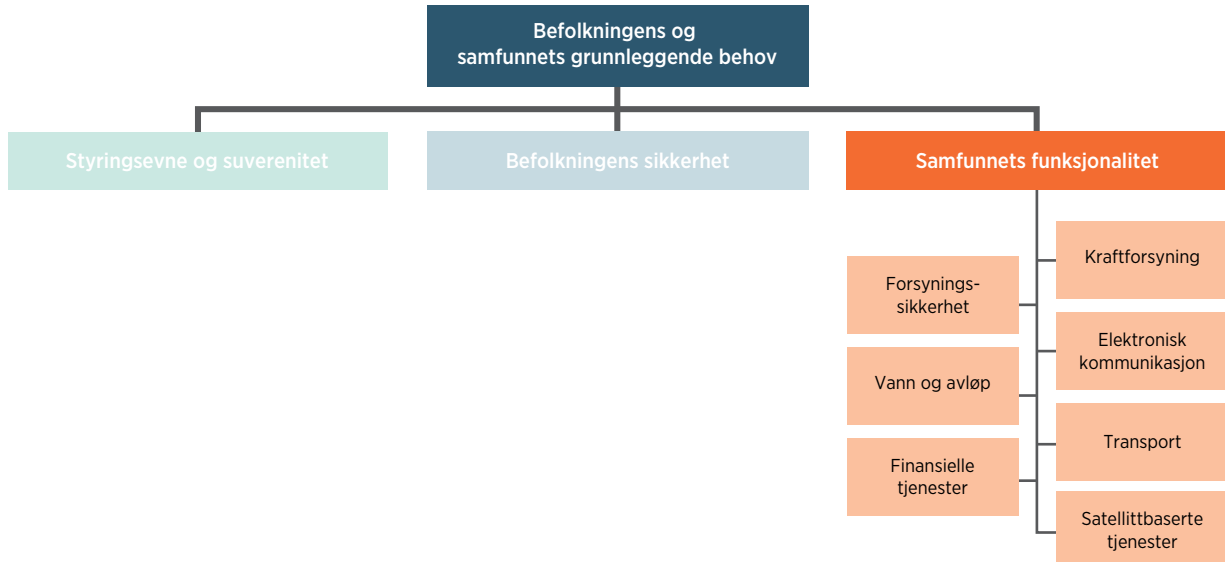 Befolkningens og
samfunnets grunnleggende behov
Styringsevne og suverenitet
Befolkningens sikkerhet
Samfunnets funksjonalitet
Forsynings-
sikkerhet
Vann og avløp
Finansielle
tjenester
Kraftforsyning
Elektronisk
kommunikasjon
Transport
Satellittbaserte
tjenester